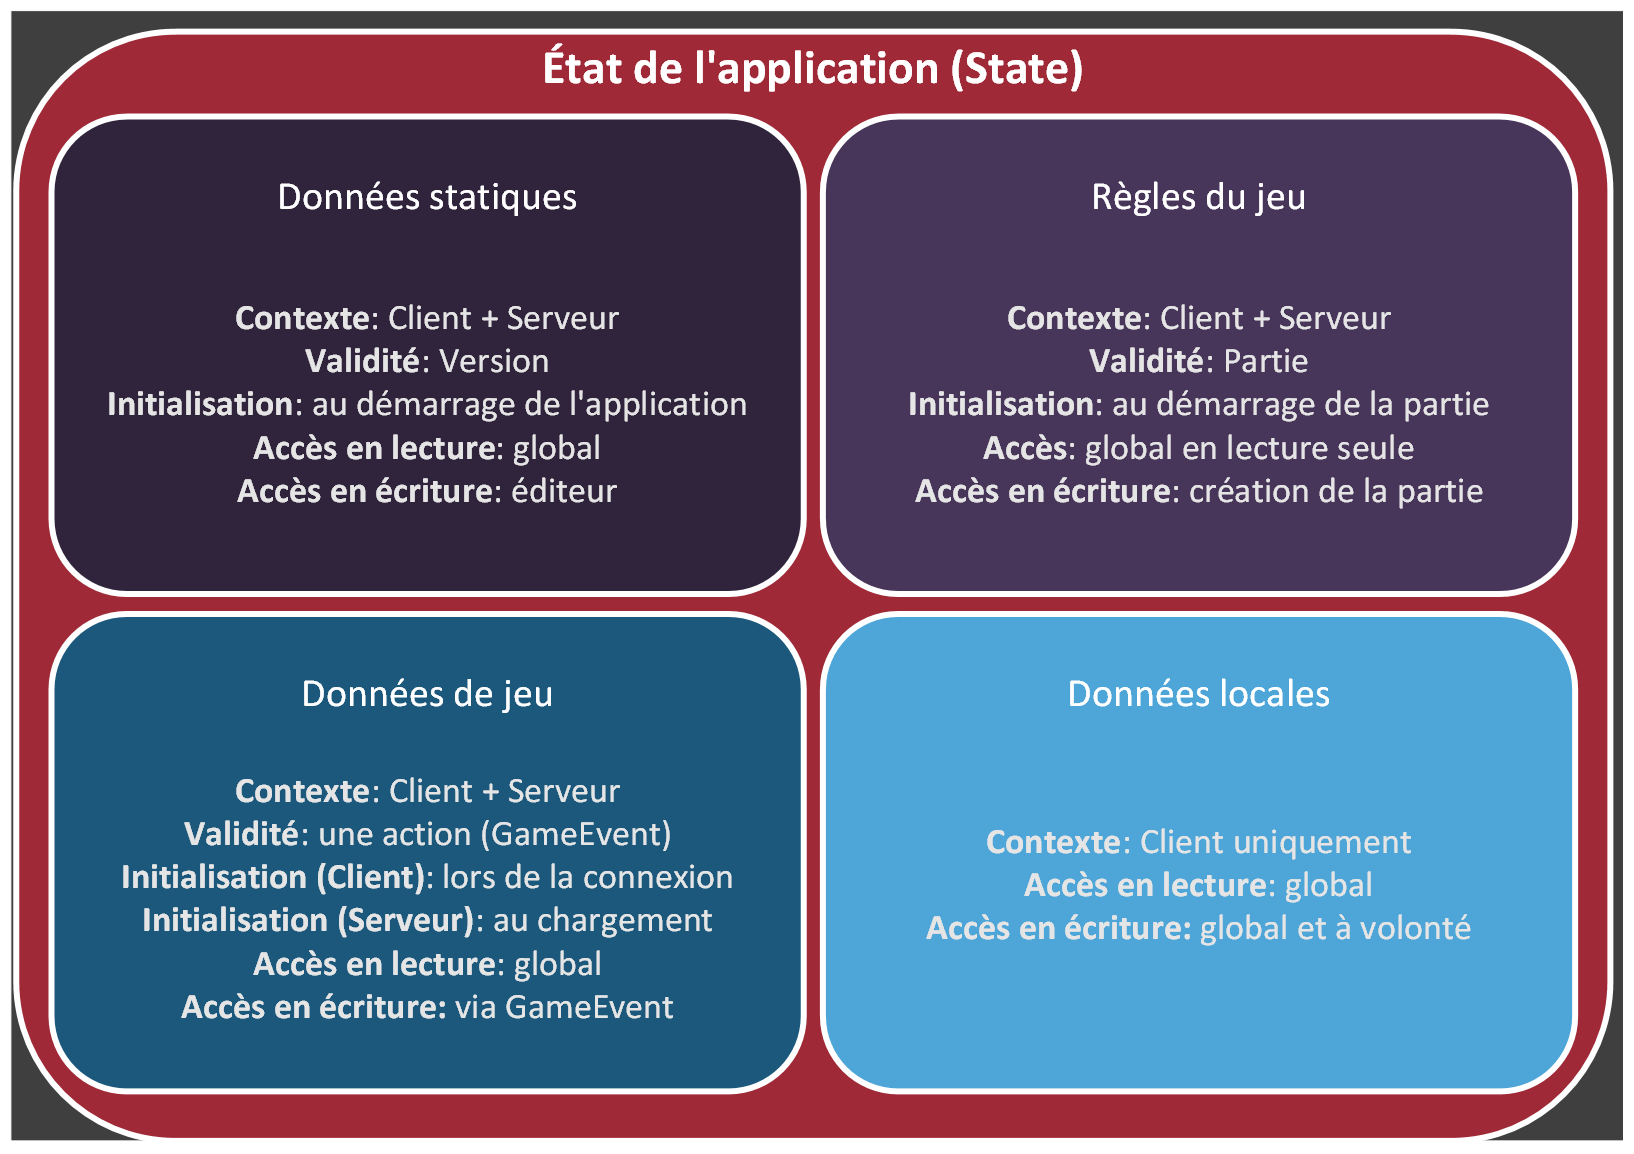 État de l'application (State)
Données statiques
Contexte: Client + Serveur
Validité: Version
Initialisation: au démarrage de l'application
Accès en lecture: global
Accès en écriture: éditeur
Règles du jeu
Contexte: Client + Serveur
Validité: Partie
Initialisation: au démarrage de la partie
Accès: global en lecture seule
Accès en écriture: création de la partie
Données de jeu
Contexte: Client + Serveur
Validité: une action (GameEvent)
Initialisation (Client): lors de la connexion
Initialisation (Serveur): au chargement
Accès en lecture: global
Accès en écriture: via GameEvent
Données locales
Contexte: Client uniquement
Accès en lecture: global
Accès en écriture: global et à volonté